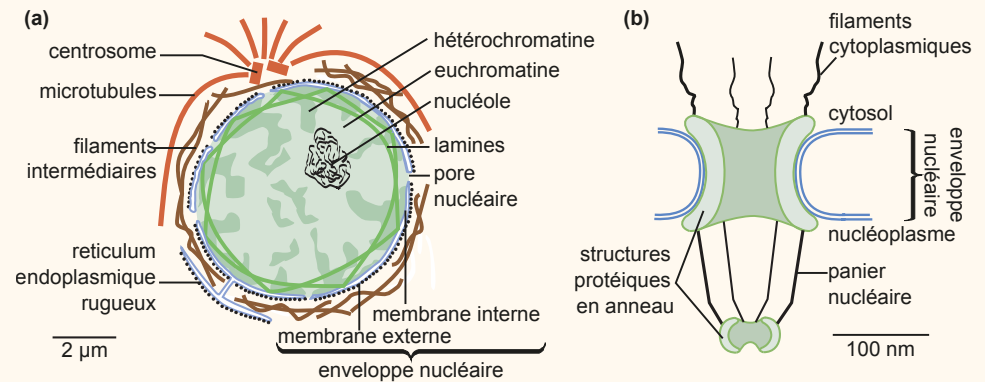 (a)
centrosome
microtubules
filaments
intermédiaires
reticulum
endoplasmique
rugueux
2 µm
hétérochromatine
euchromatine
nucléole
lamines
pore
nucléaire
membrane interne
membrane externe
enveloppe nucléaire
(b)
filaments
cytoplasmiques
cytosol
enveloppe
nucléaire
nucléoplasme
structures
protéiques
en anneau
panier
nucléaire
100 nm